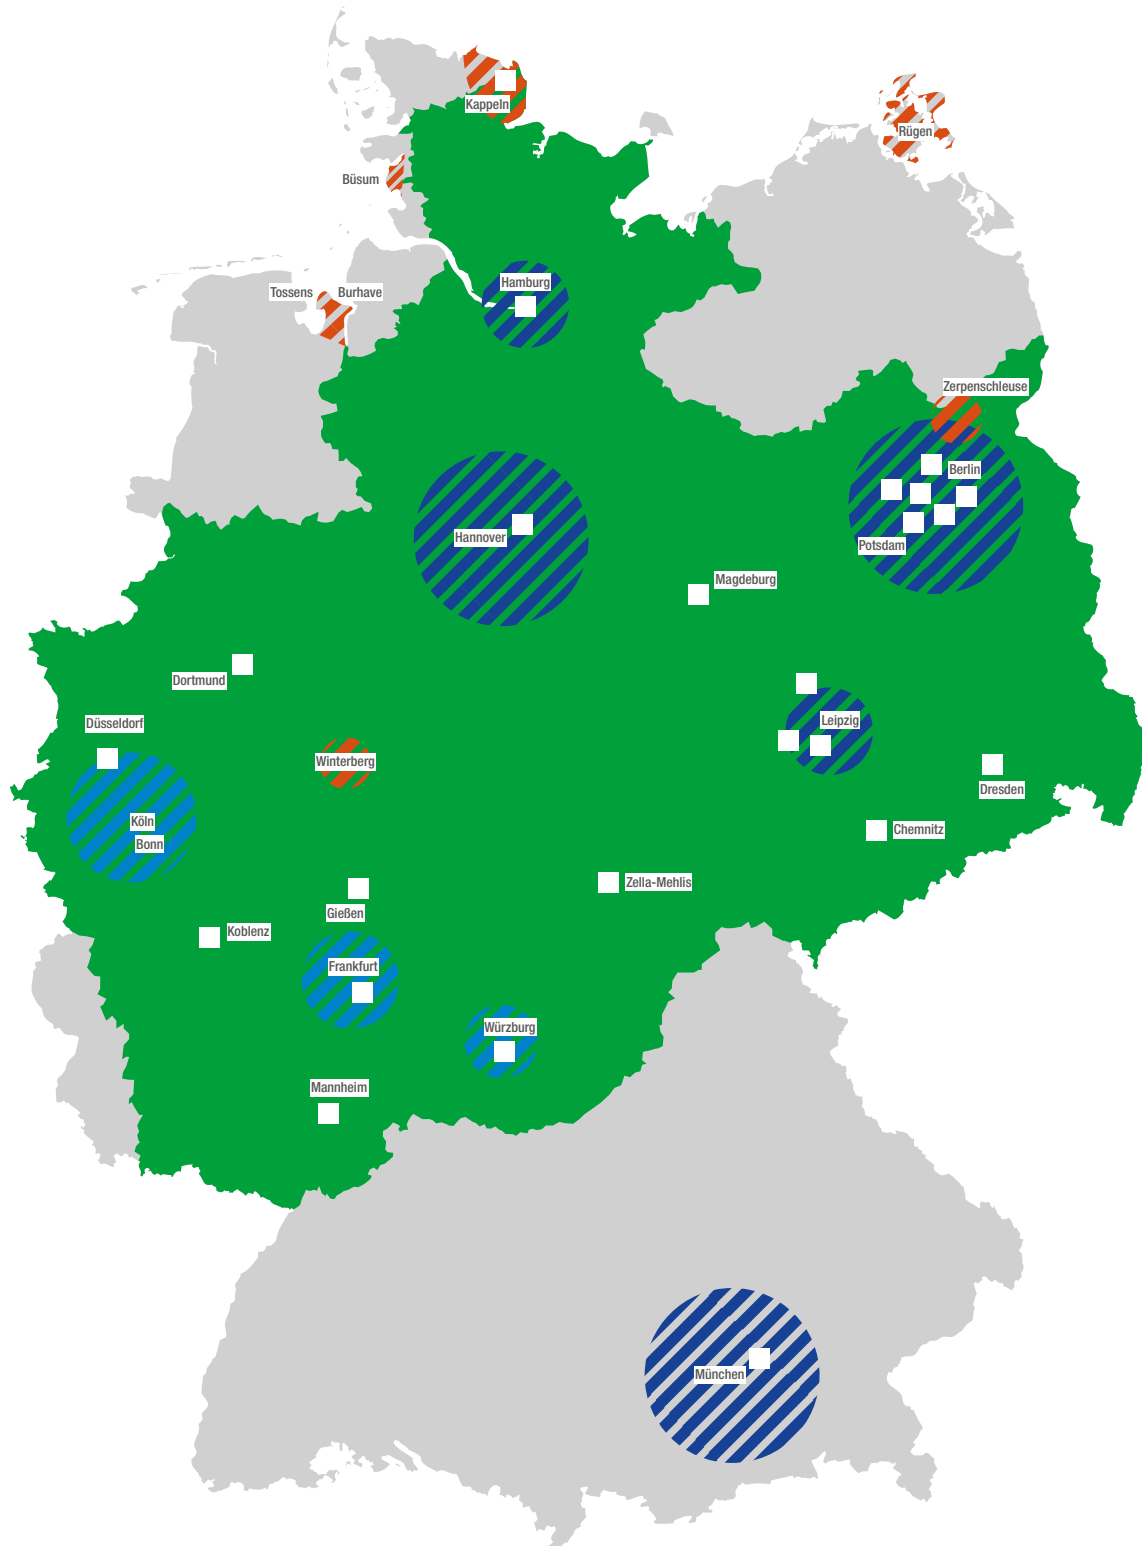 Kappeln
Rügen
Büsum
Hamburg
Tossens
Burhave
Zerpenschleuse
Berlin
Hannover
Potsdam
Magdeburg
Dortmund
Düsseldorf
Leipzig
Winterberg
Dresden
Köln
Bonn
Chemnitz
Zella-Mehlis
Gießen
Koblenz
Frankfurt
Würzburg
Mannheim
München